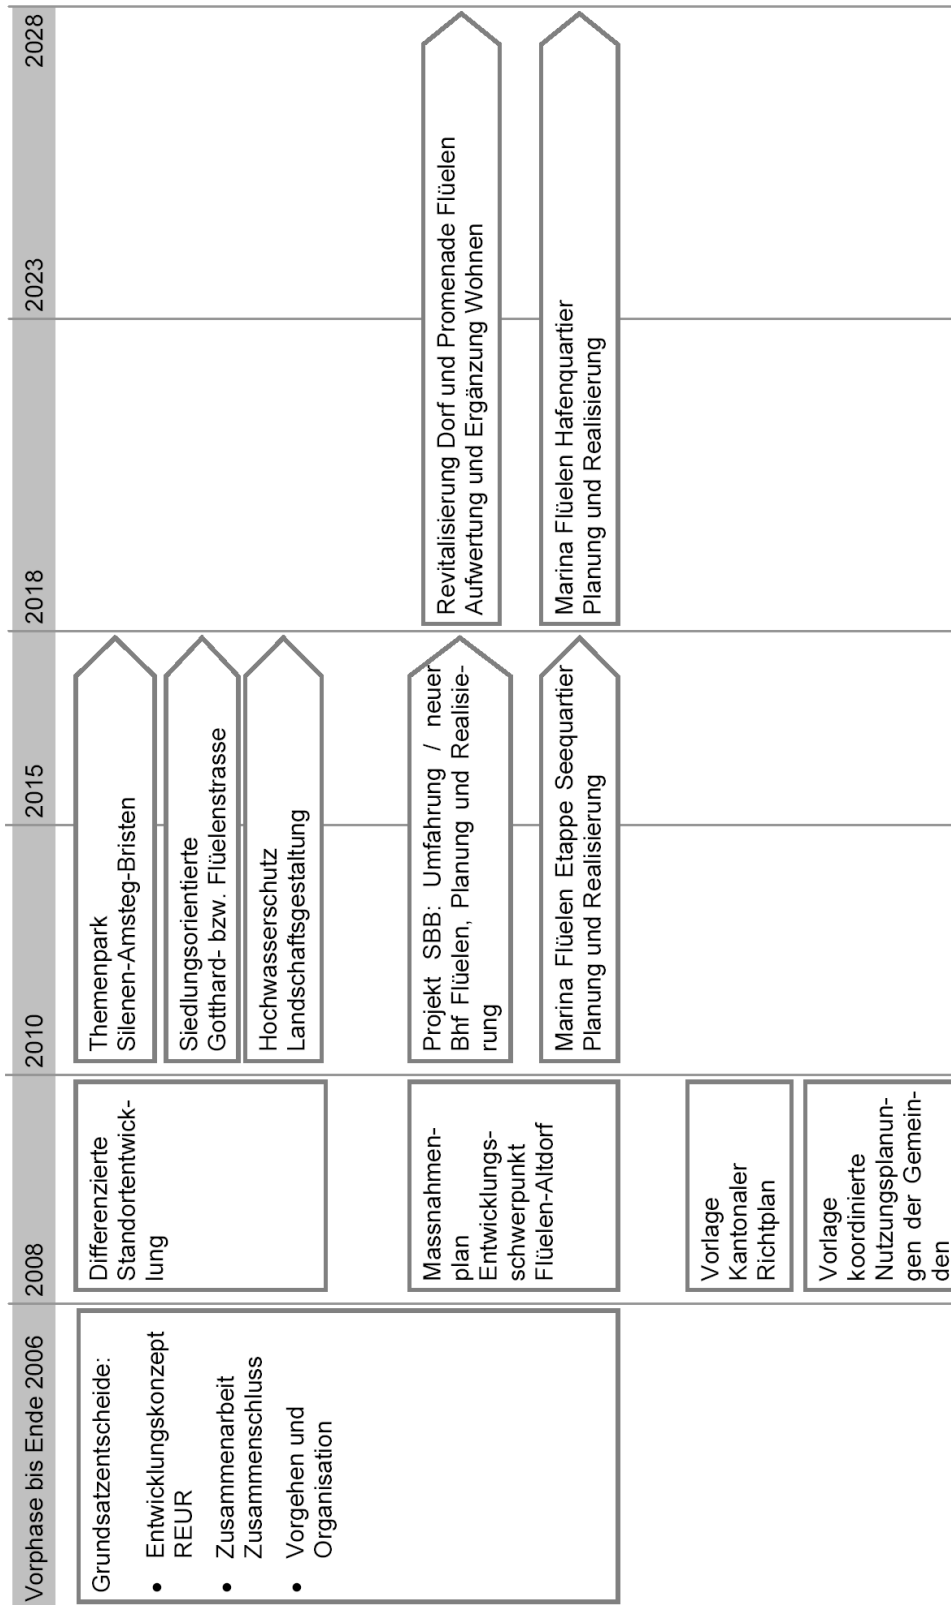 Vorphase bis Ende 2006
2008
2010
2015
2018
2023
2028
Grundsatzentscheide:
• Entwicklungskonzept
REUR
• Zusammenarbeit
Zusammenschluss
• Vorgehen und
Organisation
Differenzierte
Standortentwick-
lung
Themenpark
Silenen-Amsteg-Bristen
Siedlungsorientierte
Gotthard- bzw. Flüelenstrasse
Hochwasserschutz
Landschaftsgestaltung
Massnahmen-
plan
Entwicklungs-
schwerpunkt
Flüelen-Altdorf
Projekt SBB: Umfahrung / neuer
Bhf Flüelen, Planung und Realisie-
rung
Revitalisierung Dorf und Promenade Flüelen
Aufwertung und Ergänzung Wohnen
Marina Flüelen Etappe Seequartier
Planung und Realisierung
Marina Flüelen Hafenquartier
Planung und Realisierung
Vorlage
Kantonaler
Richtplan
Vorlage
koordinierte
Nutzungsplanun-
gen der Gemein-
den